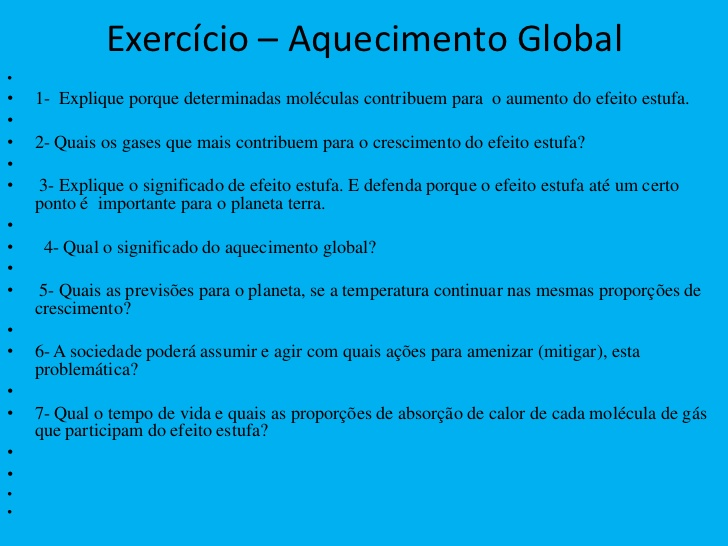 Exercício – Aquecimento Global
•
• 1- Explique porque determinadas moléculas contribuem para o aumento do efeito estufa.
•
• 2- Quais os gases que mais contribuem para o crescimento do efeito estufa?
•
• 3- Explique o significado de efeito estufa. E defenda porque o efeito estufa até um certo
ponto é importante para o planeta terra.
•
• 4- Qual o significado do aquecimento global?
•
• 5- Quais as previsões para o planeta, se a temperatura continuar nas mesmas proporções de
crescimento?
•
• 6- A sociedade poderá assumir e agir com quais ações para amenizar (mitigar), esta
problemática?
•
• 7- Qual o tempo de vida e quais as proporções de absorção de calor de cada molécula de gás
que participam do efeito estufa?
•
•
•
•